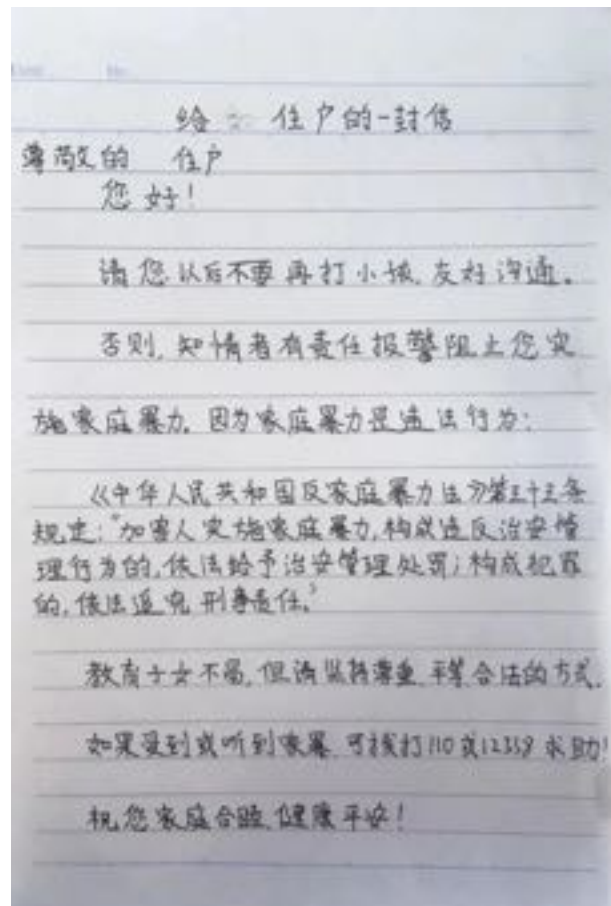 给 住户的一封信
尊敬的 住户
您好!
请您以后不要再打小孩,友好沟通。
否则,知情者有责任报警阻止您实
施家庭暴力。因为家庭暴力是违法行为:
《中华人民共和国反家庭暴力法》第三十三条
规定:“加害人实施家庭暴力,构成违反治安管
理行为的,依法给予治安管理处罚;构成犯罪
的,依法追究刑事责任。”
教育子女不易,但请坚持尊重、平等合法的方式。
如果受到或听到家暴,可拨打110或12338求助!
祝您家庭合睦,健康平安!